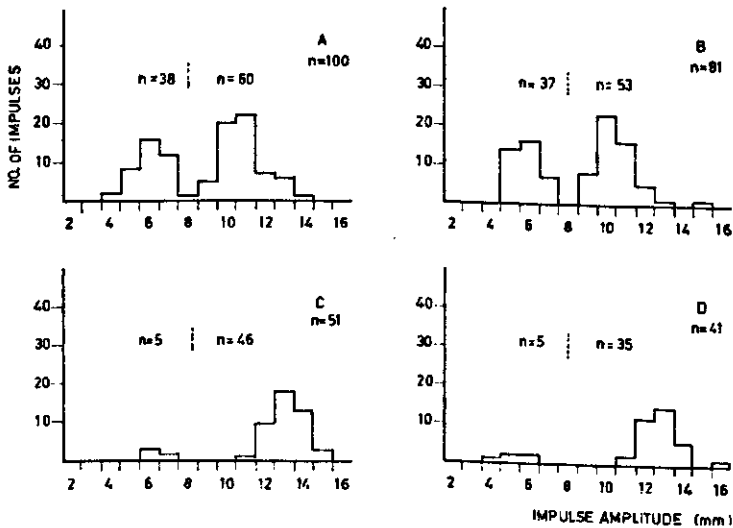 NO. OF IMPULSES
40
30
20
10
A
n=100
n=38
n=60
2 4 6 8 10 12 14 16
40
30
20
10
B
n=81
n=37
n=53
2 4 6 8 10 12 14 16
40
30
20
10
C
n=51
n=5
n=46
2 4 6 8 10 12 14 16
40
30
20
10
D
n=41
n=5
n=35
2 4 6 8 10 12 14 16
IMPULSE AMPLITUDE (mm)